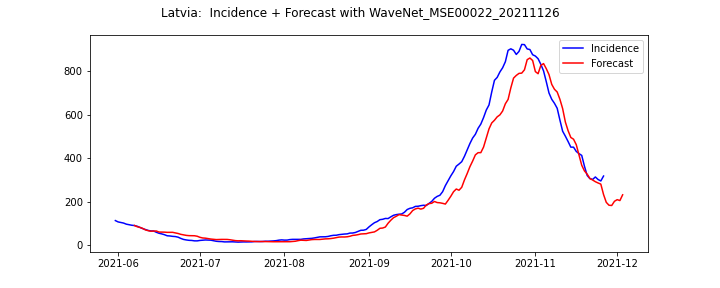 Latvia:  Incidence + Forecast with WaveNet_MSE00022_20211126
Incidence
Forecast
800
600
400
200
0
2021-06 2021-07 2021-08 2021-09 2021-10 2021-11 2021-12